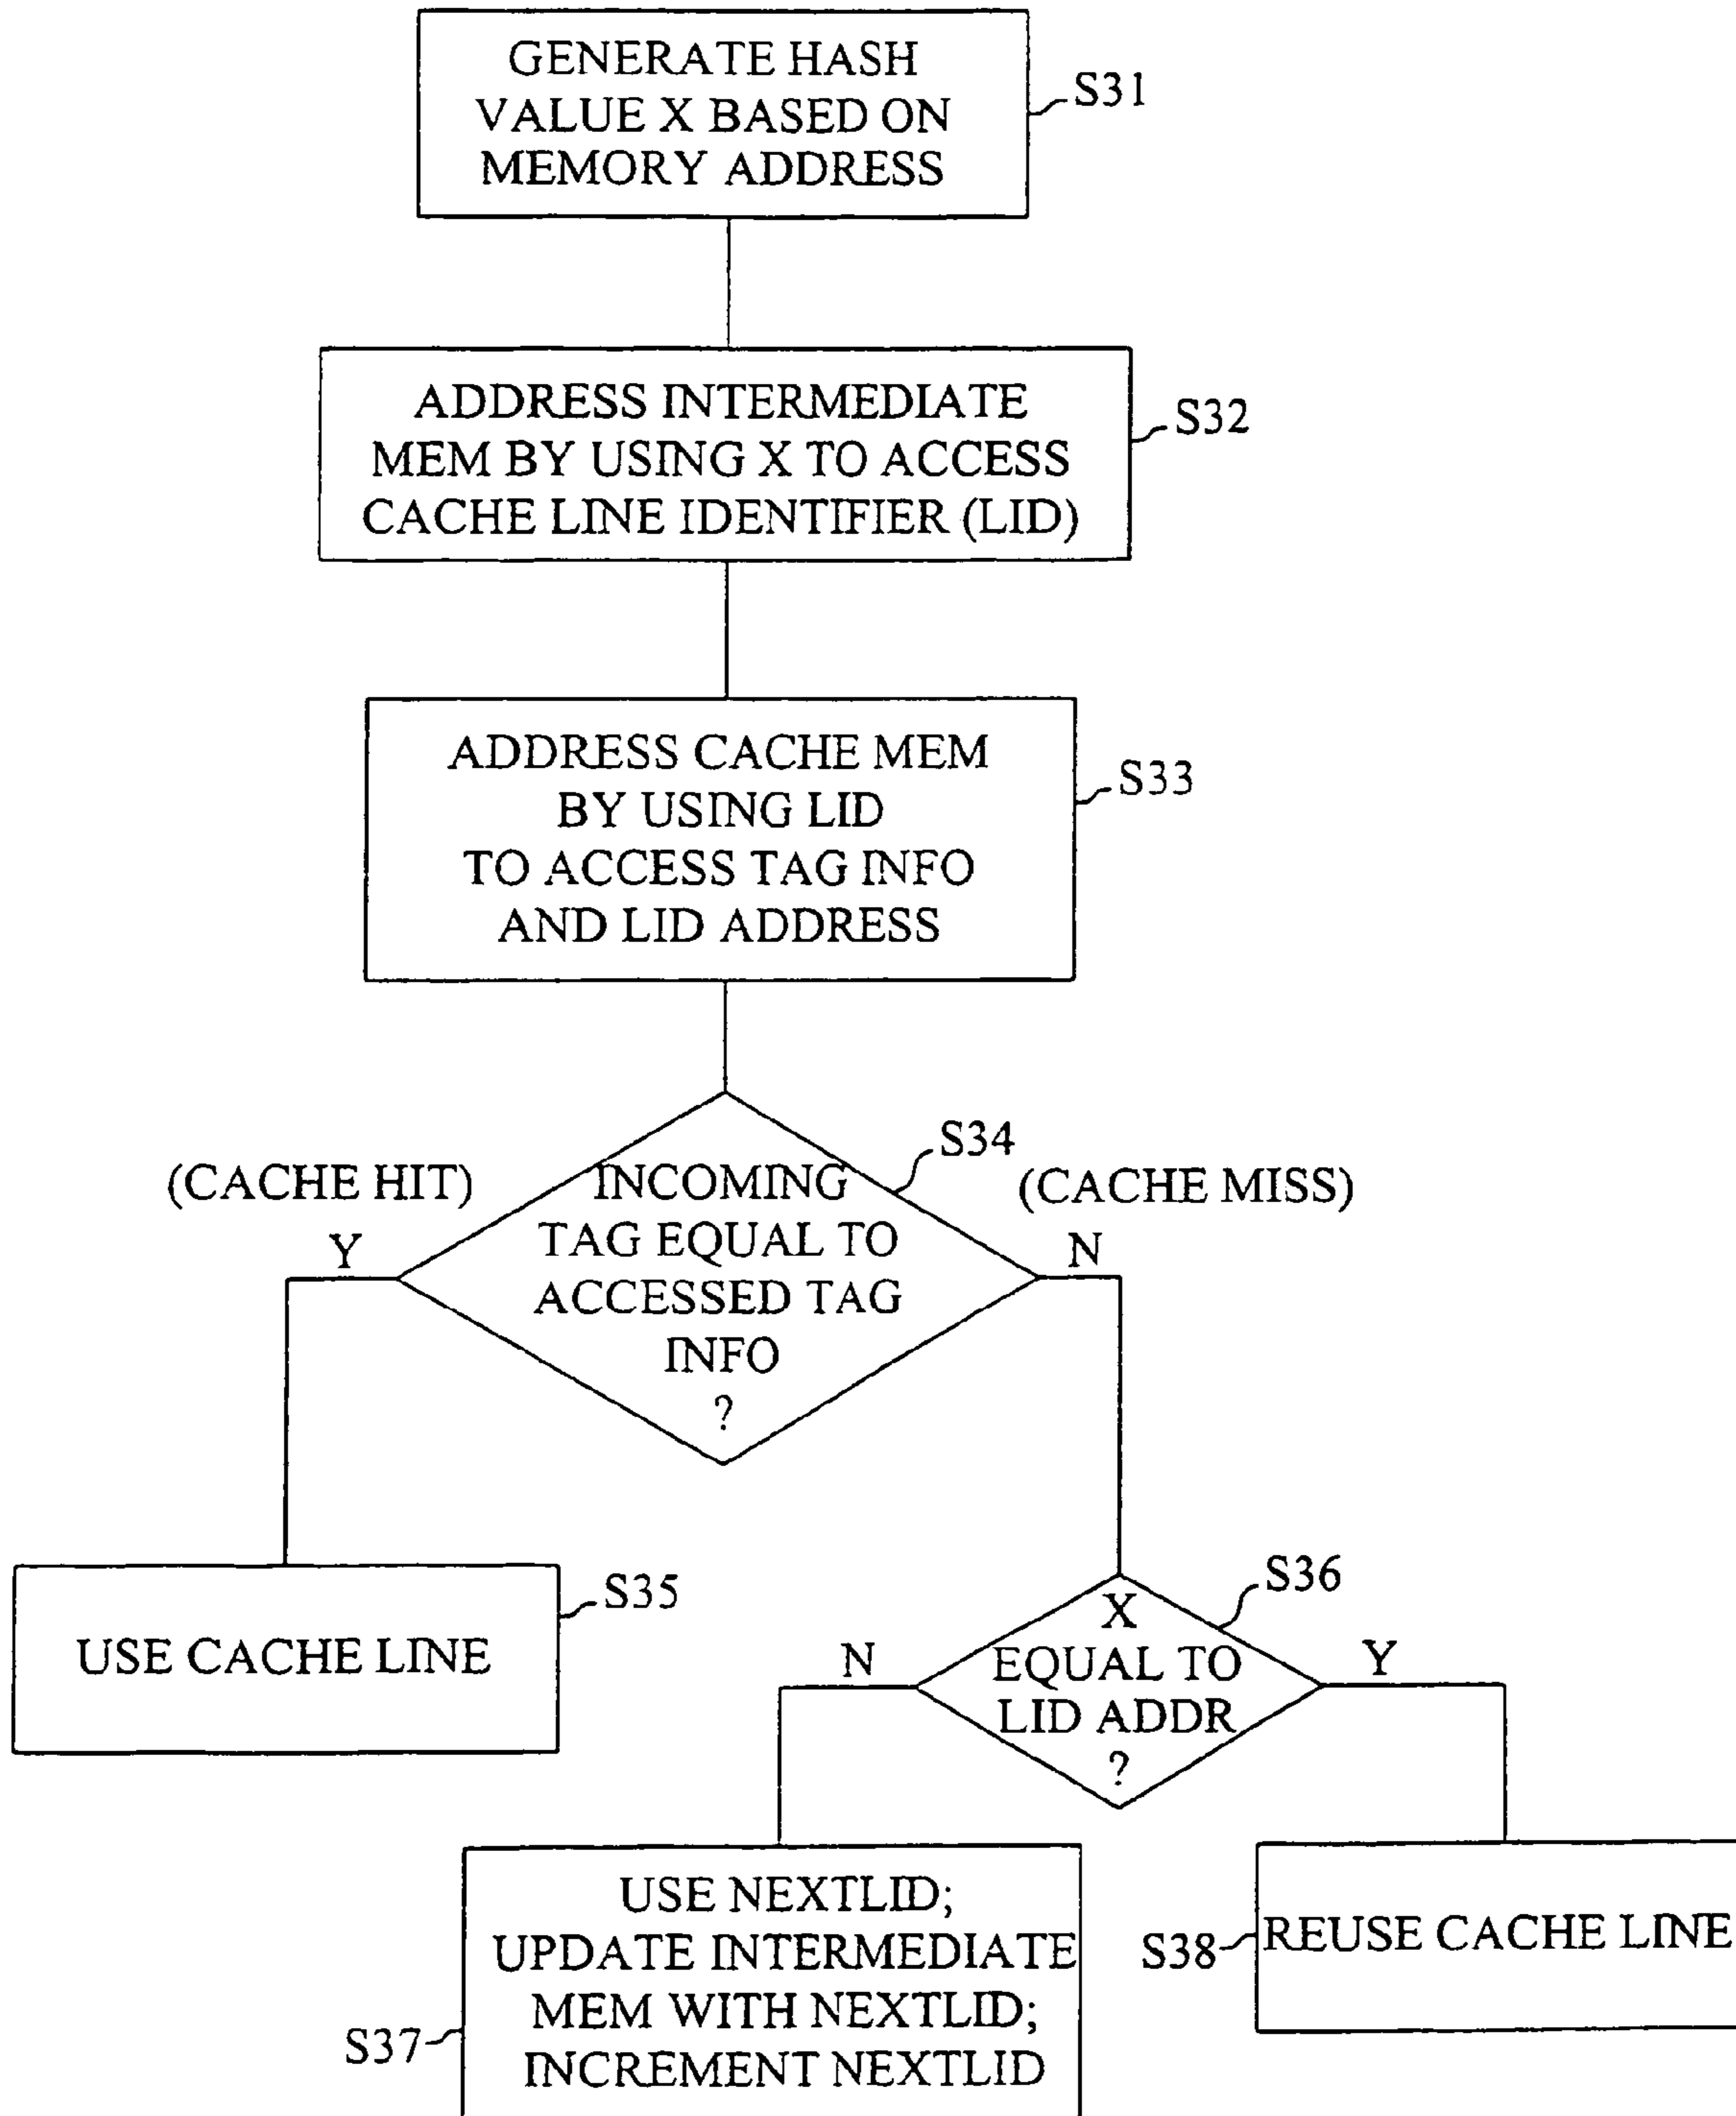 GENERATE HASH
VALUE X BASED ON
MEMORY ADDRESS
S31
ADDRESS INTERMEDIATE
MEM BY USING X TO ACCESS
CACHE LINE IDENTIFIER (LID)
S32
ADDRESS CACHE MEM
BY USING LID
TO ACCESS TAG INFO
AND LID ADDRESS
S33
S34
(CACHE HIT)
Y
INCOMING
TAG EQUAL TO
ACCESSED TAG
INFO
?
(CACHE MISS)
N
USE CACHE LINE
S35
S36
N
X
EQUAL TO
LID ADDR
?
Y
USE NEXTLID;
UPDATE INTERMEDIATE
MEM WITH NEXTLID;
INCREMENT NEXTLID
S37
S38
REUSE CACHE LINE